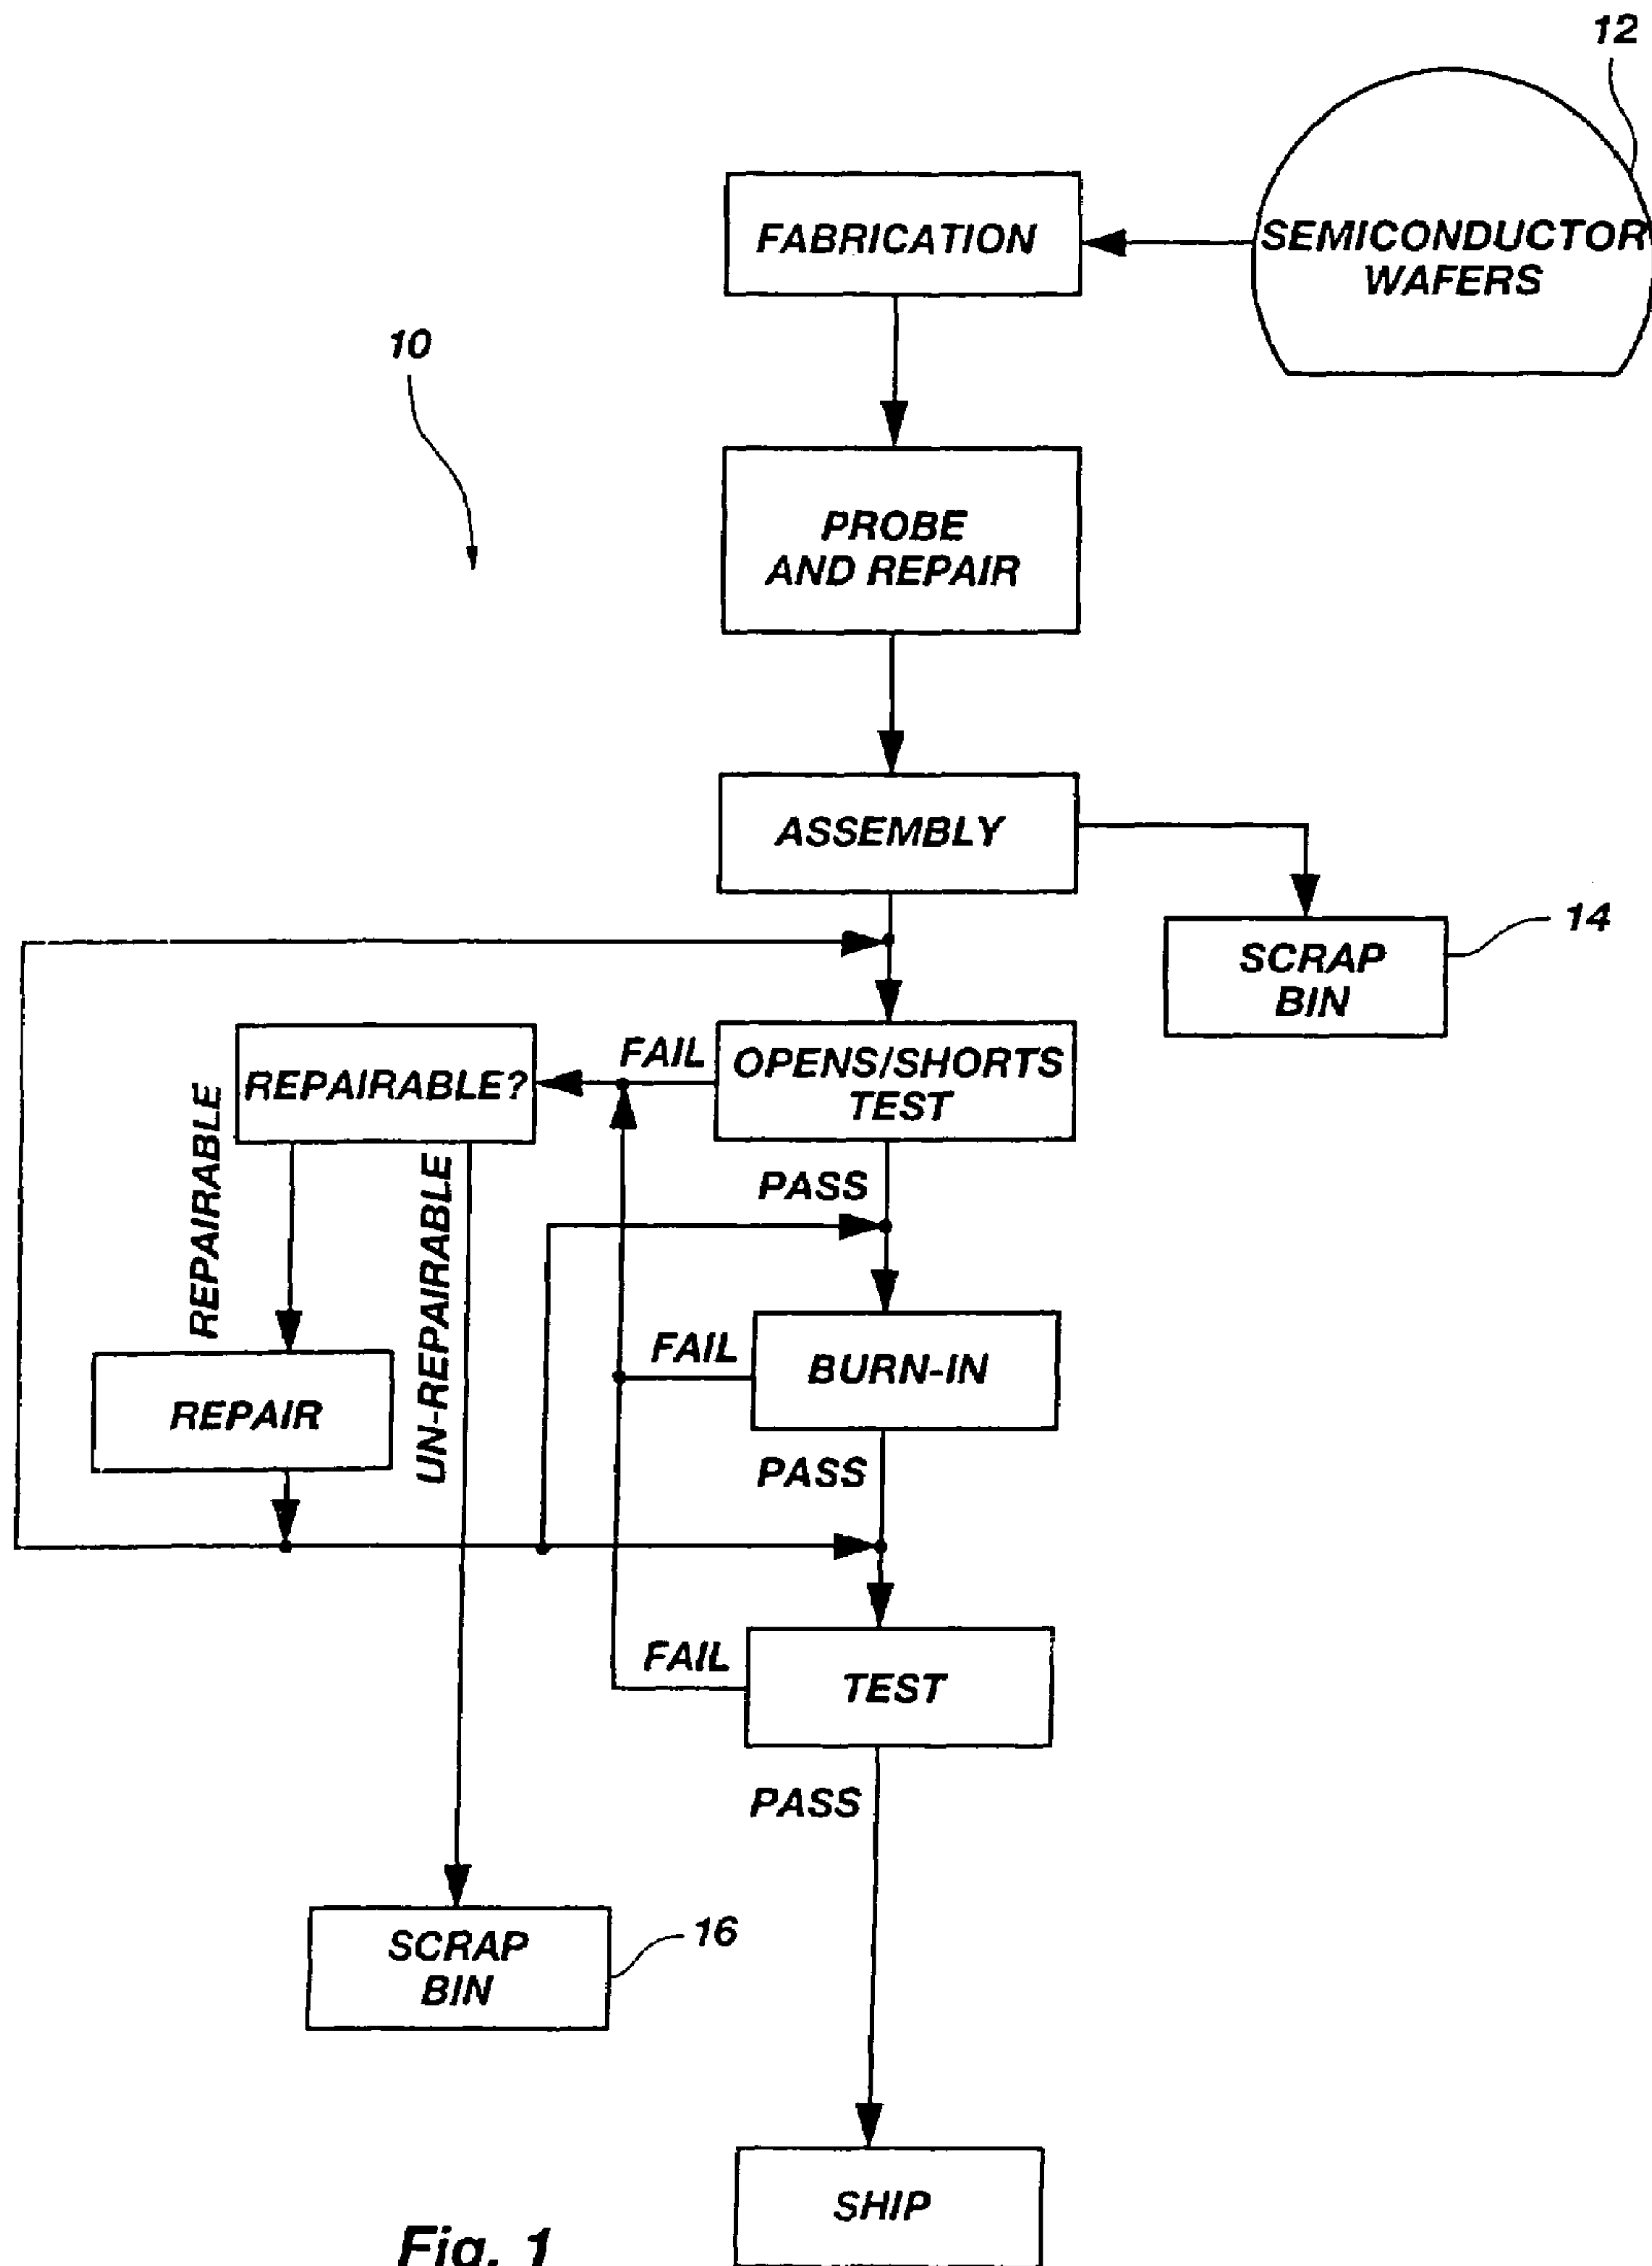 12
FABRICATION
SEMICONDUCTOR
WAFERS
10
PROBE
AND REPAIR
ASSEMBLY
14
SCRAP
BIN
REPAIRABLE?
FAIL
OPENS/SHORTS
TEST
REPAIRABLE
UN-REPAIRABLE
PASS
FAIL
BURN-IN
REPAIR
PASS
FAIL
TEST
PASS
SCRAP
BIN
16
SHIP
Fig. 1